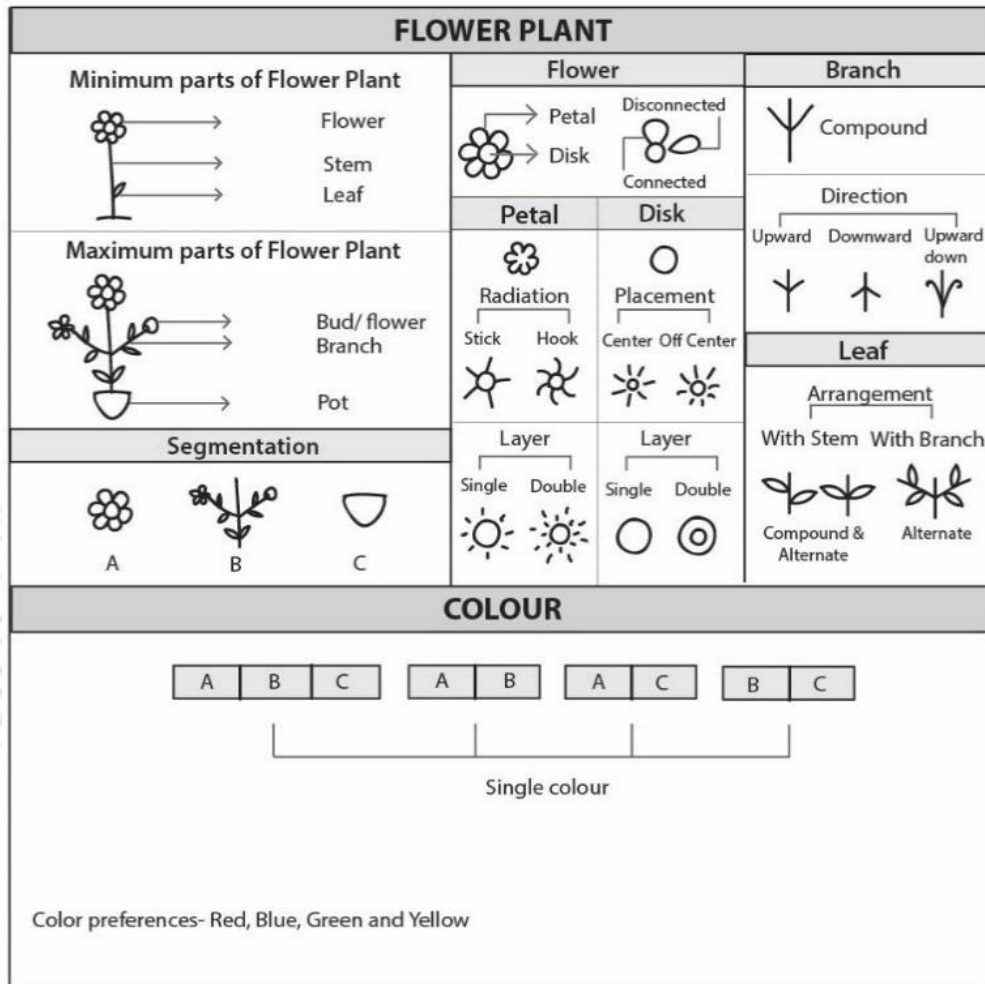 FLOWER PLANT
Minimum parts of Flower Plant
Flower
Stem
Leaf
Maximum parts of Flower Plant
Bud/ flower
Branch
Pot
Segmentation
A B C
Flower
Petal
Disk
Disconnected
Connected
Petal
Radiation
Stick Hook
Layer
Single Double
Disk
Placement
Center Off Center
Layer
Single Double
Branch
Compound
Direction
Upward Downward Upward
down
Leaf
Arrangement
With Stem With Branch
Compound &
Alternate
Alternate
COLOUR
A B C A B A C B C
Single colour
Color preferences- Red, Blue, Green and Yellow